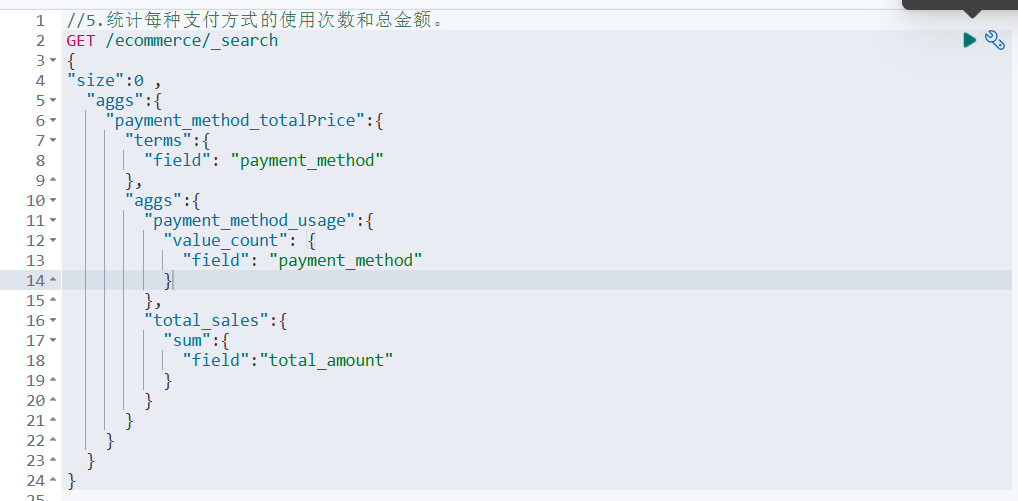 1 //5.统计每种支付方式的使用次数和总金额。
2 GET /ecommerce/_search
3 {
4 "size":0 ,
5 "aggs":{
6 "payment_method_totalPrice":{
7 "terms":{
8 "field": "payment_method"
9 },
10 "aggs":{
11 "payment_method_usage":{
12 "value_count": {
13 "field": "payment_method"
14 }
15 },
16 "total_sales":{
17 "sum":{
18 "field":"total_amount"
19 }
20 }
21 }
22 }
23 }
24 }
25